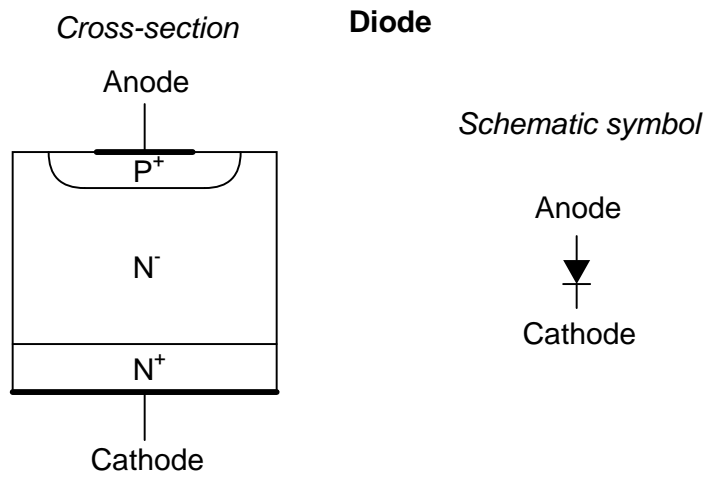 Diode
Cross-section
Anode
P⁺
N⁻
N⁺
Cathode
Schematic symbol
Anode
Cathode